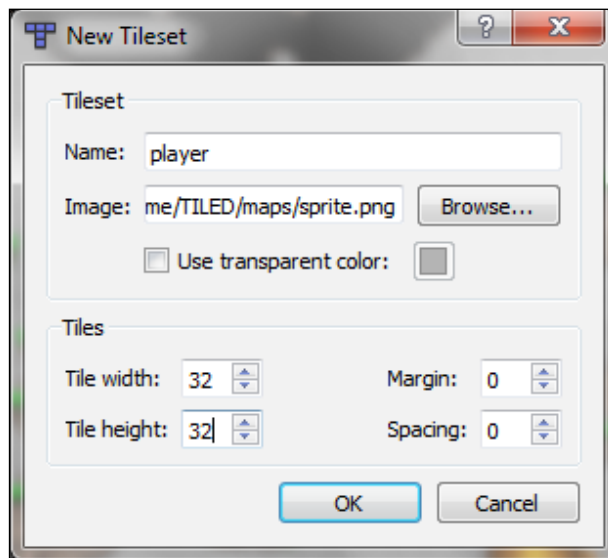 New Tileset
Tileset
Name: player
Image: me/TILED/maps/sprite.png Browse...
Use transparent color:
Tiles
Tile width: 32 Margin: 0
Tile height: 32 Spacing: 0
OK Cancel